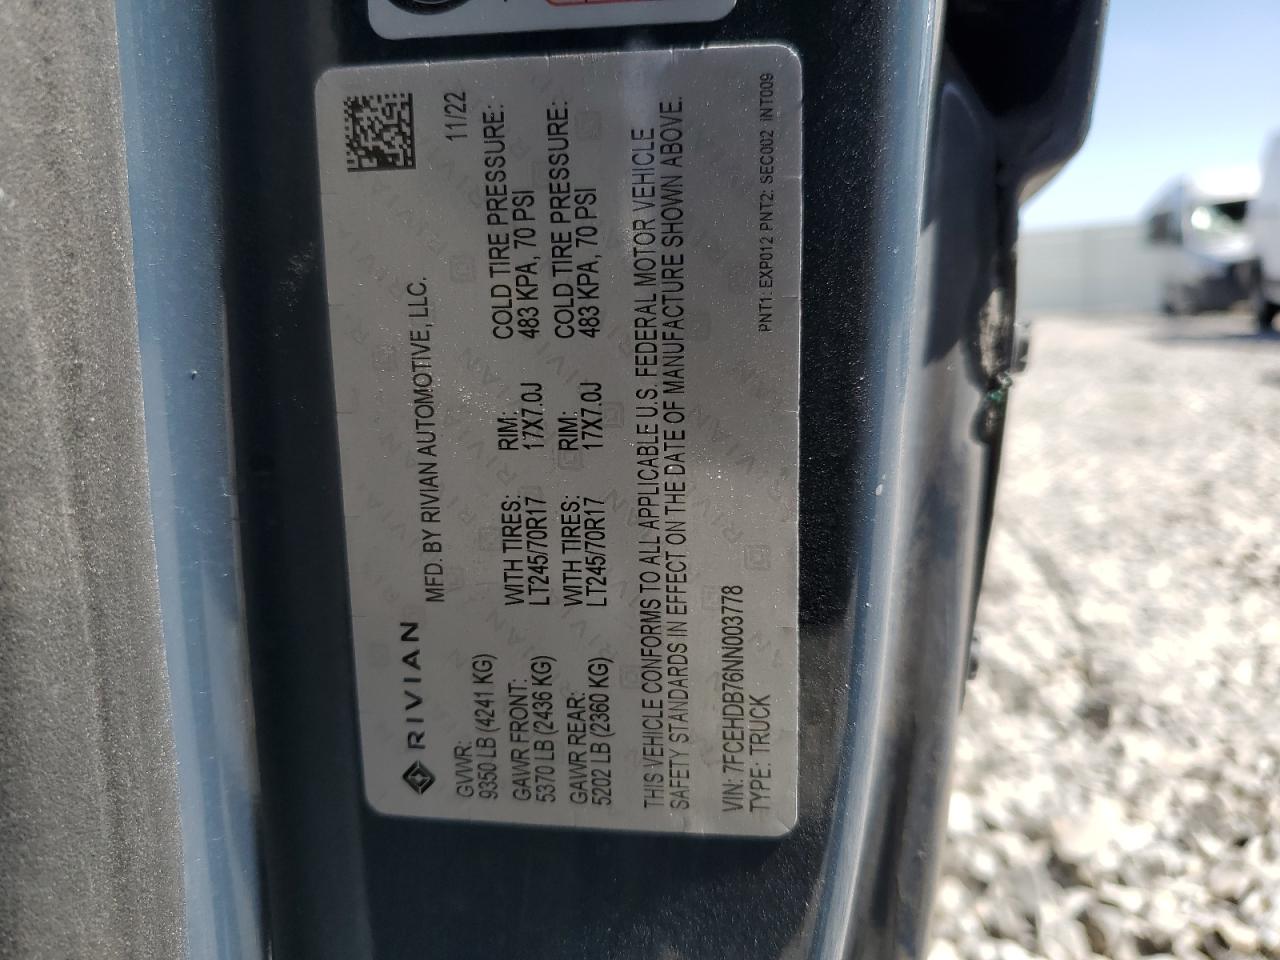 RIVIAN
MFD. BY RIVIAN AUTOMOTIVE, LLC.
11/22
GVWR:
9350 LB (4241 KG)
GAWR FRONT: WITH TIRES: RIM: COLD TIRE PRESSURE:
5370 LB (2436 KG) LT245/70R17 17X7.0J 483 KPA, 70 PSI
GAWR REAR: WITH TIRES: RIM: COLD TIRE PRESSURE:
5202 LB (2360 KG) LT245/70R17 17X7.0J 483 KPA, 70 PSI
THIS VEHICLE CONFORMS TO ALL APPLICABLE U.S. FEDERAL MOTOR VEHICLE
SAFETY STANDARDS IN EFFECT ON THE DATE OF MANUFACTURE SHOWN ABOVE.
VIN: 7FCEHDB76NN003778
TYPE: TRUCK
PNT1: EXP012 PNT2: SEC002 INT009